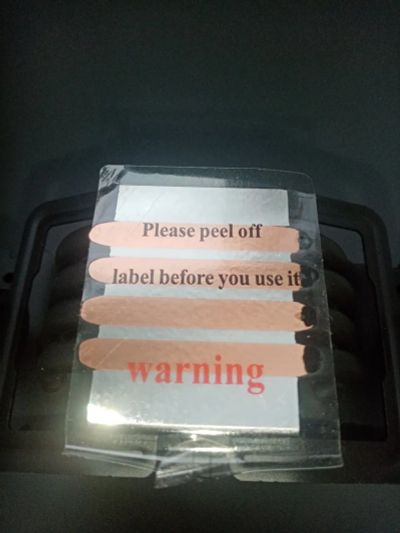 Please peel off
label before you use it
warning